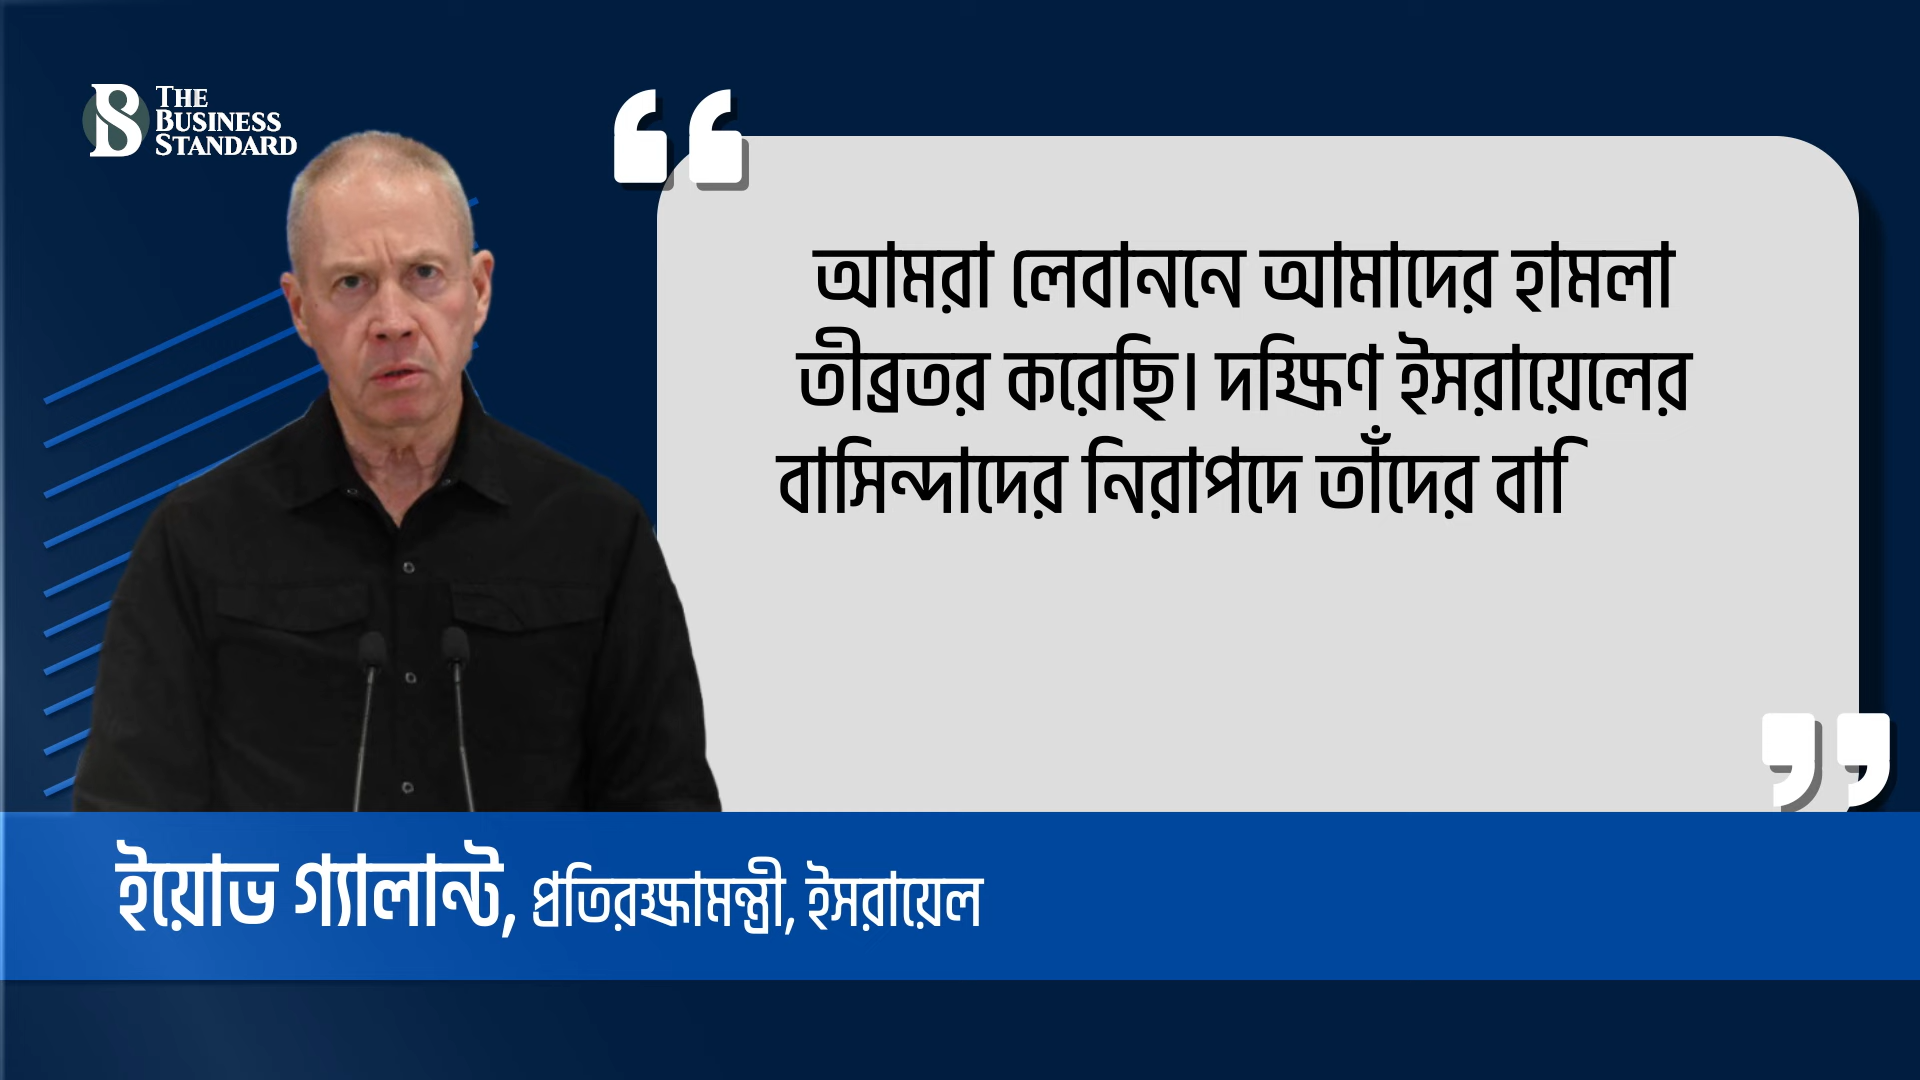 THE
BUSINESS
STANDARD
আমরা লেবাননে আমাদের হামলা
তীব্রতর করেছি। দক্ষিণ ইসরায়েলের
বাসিন্দাদের নিরাপদে তাঁদের বাি
ইয়োভ গ্যালান্ট, প্রতিরক্ষামন্ত্রী, ইসরায়েল